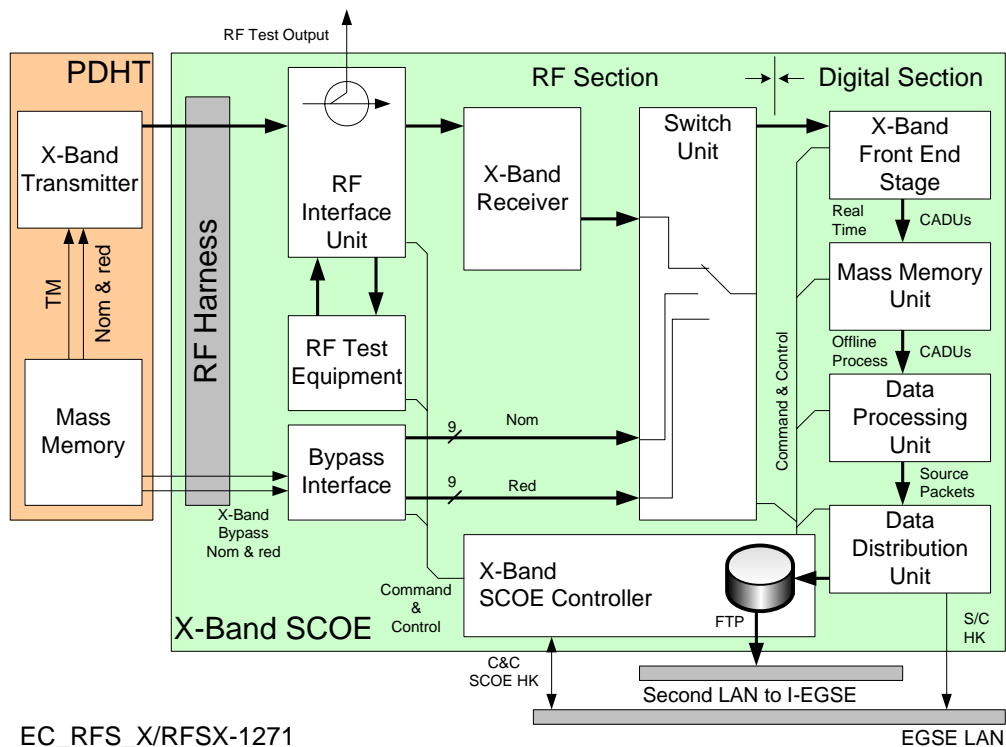 RF Test Output
PDHT
RF Section
Digital Section
X-Band
Transmitter
TM
Nom & red
Mass
Memory
RF Harness
RF
Interface
Unit
RF Test
Equipment
Bypass
Interface
X-Band
Bypass
Nom & red
X-Band
Receiver
Switch
Unit
9
Nom
9
Red
X-Band
Front End
Stage
Real
Time
CADUs
Mass Memory
Unit
Offline
Process
CADUs
Data
Processing
Unit
Source
Packets
Data
Distribution
Unit
Command & Control
Command
&
Control
X-Band
SCOE Controller
FTP
X-Band SCOE
C&C
SCOE HK
S/C
HK
Second LAN to I-EGSE
EC_RFS_X/RFSX-1271
EGSE LAN